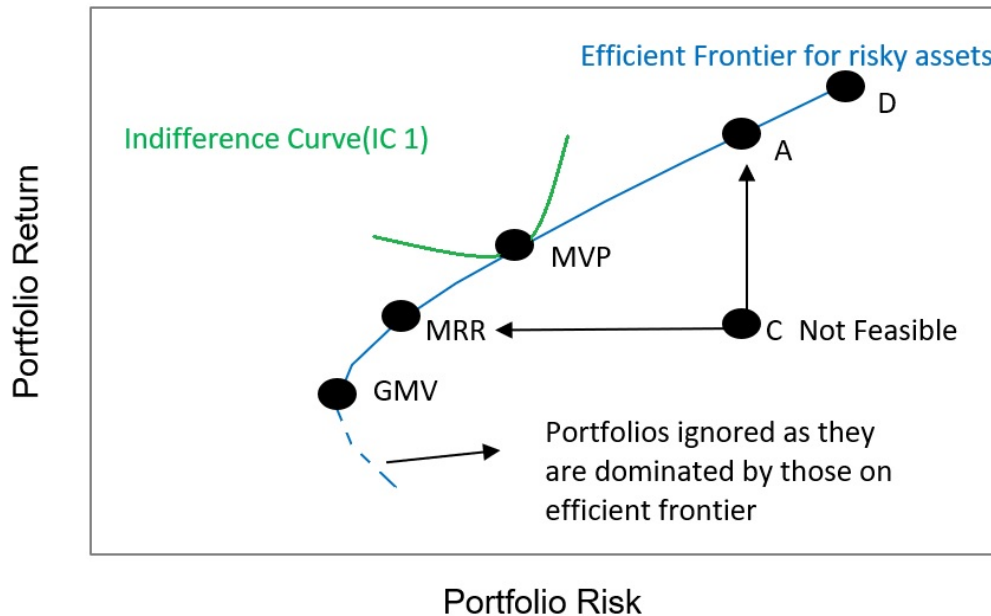 Efficient Frontier for risky assets
D
Indifference Curve(IC 1)
A
MVP
MRR
C Not Feasible
GMV
Portfolios ignored as they
are dominated by those on
efficient frontier
Portfolio Return
Portfolio Risk